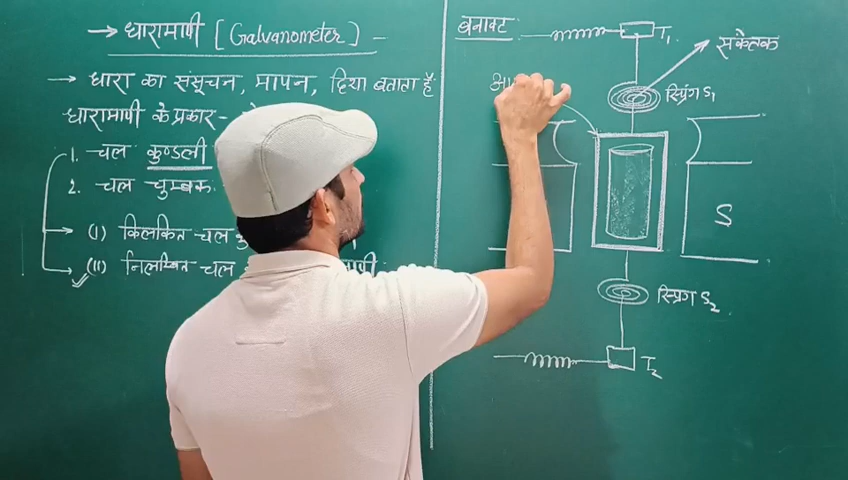 → धारामापी [Galvanometer) -
→ धारा का संसूचन, मापन, दिशा बताता है
धारामापी के प्रकार-
1. चल कुण्डली
2. चल चुम्बक
(I) किलकित चल
(II) निलम्बित चल
बनावट
T₁
संकेतक
स्प्रिंग S₁
S
स्प्रिंग S₂
T₂